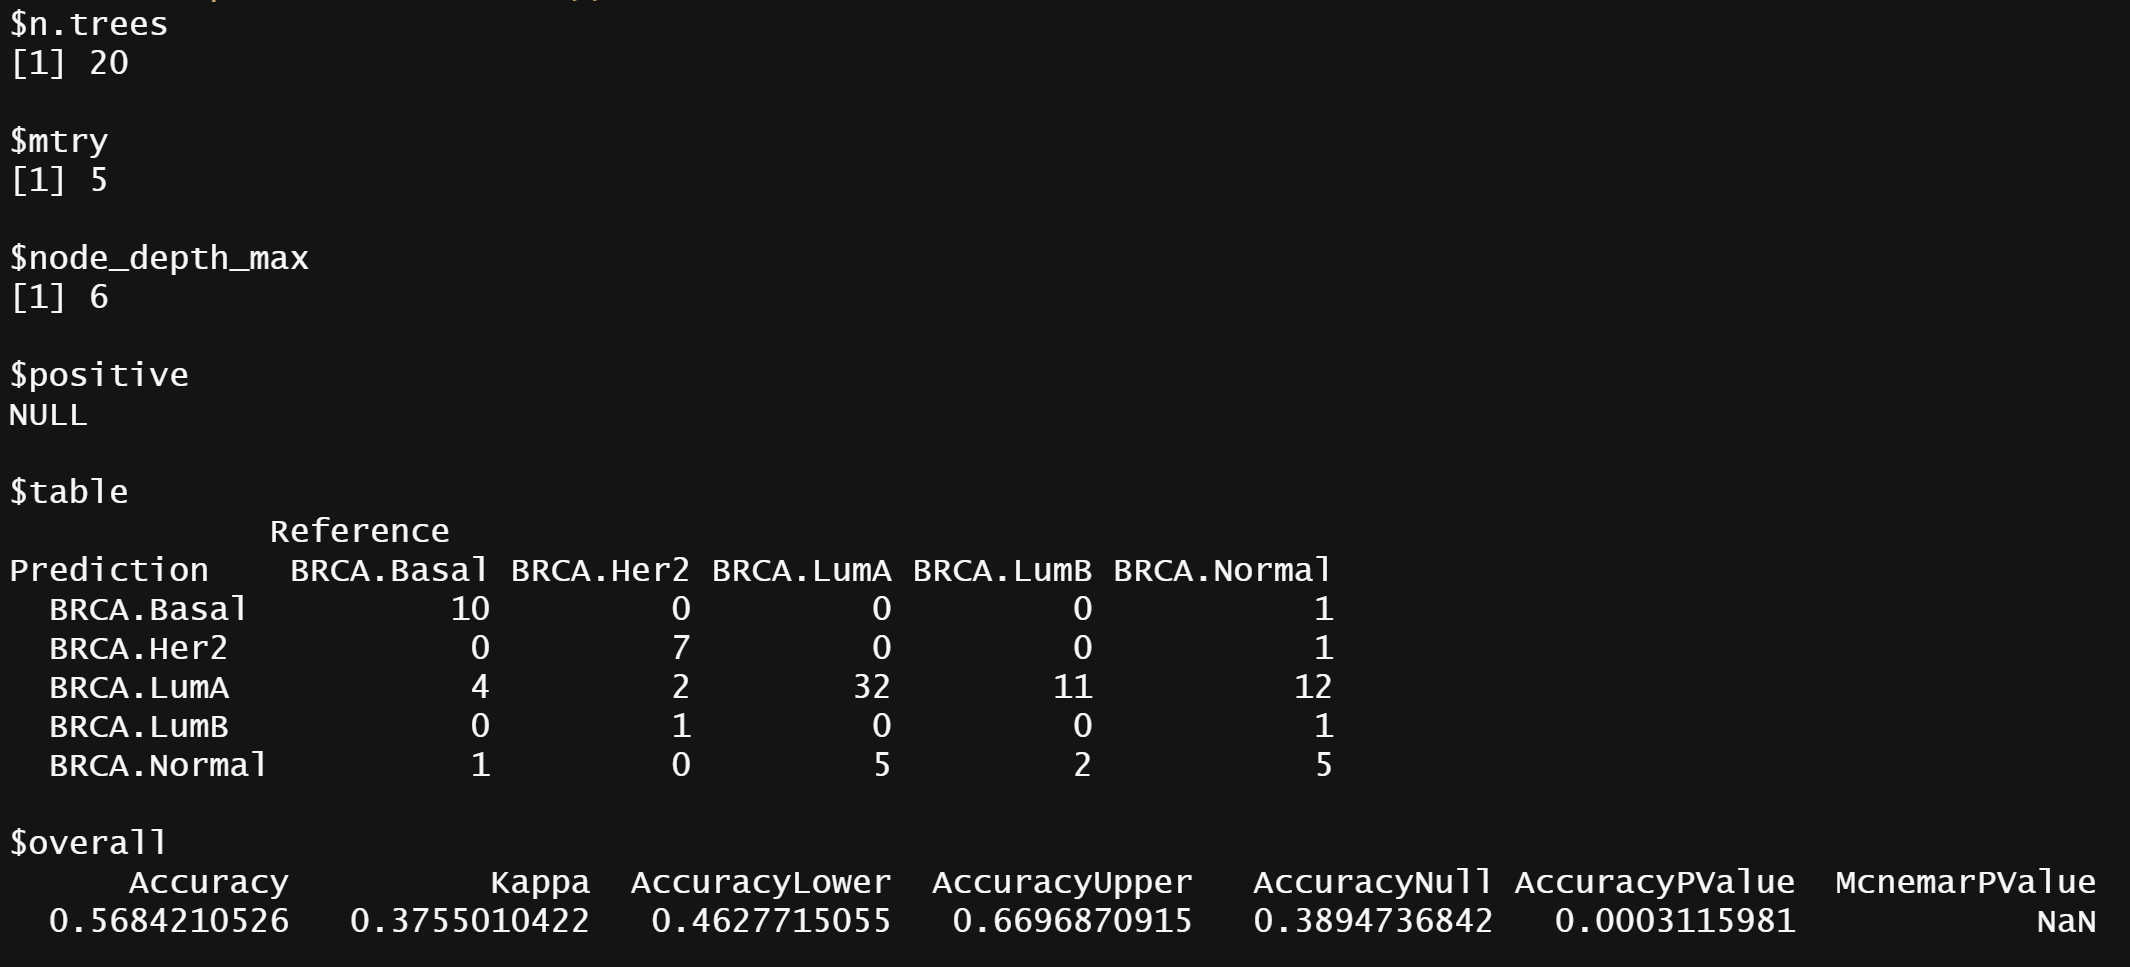 $n.trees
[1] 20
$mtry
[1] 5
$node_depth_max
[1] 6
$positive
NULL
$table
Reference
Prediction BRCA.Basal BRCA.Her2 BRCA.LumA BRCA.LumB BRCA.Normal
BRCA.Basal 10 0 0 0 1
BRCA.Her2 0 7 0 0 1
BRCA.LumA 4 2 32 11 12
BRCA.LumB 0 1 0 0 1
BRCA.Normal 1 0 5 2 5
$overall
Accuracy Kappa AccuracyLower AccuracyUpper AccuracyNull AccuracyPValue McnemarPValue
0.5684210526 0.3755010422 0.4627715055 0.6696870915 0.3894736842 0.0003115981 NaN